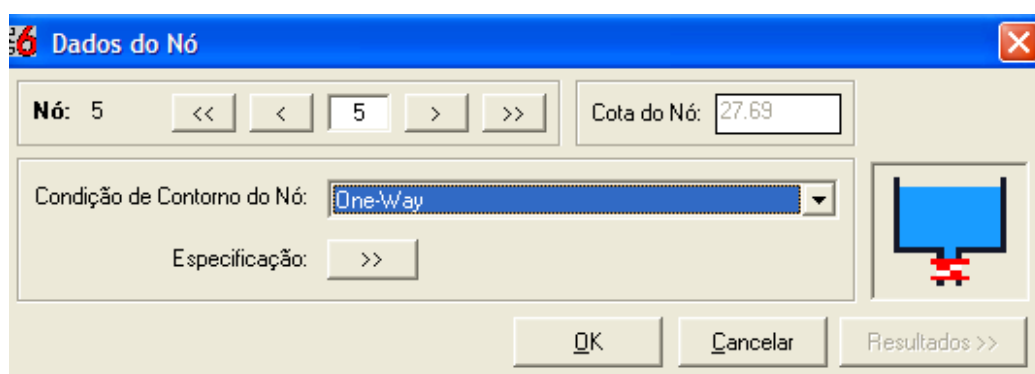 6 Dados do Nó
Nó: 5 << < 5 > >> Cota do Nó: 27.69
Condição de Contorno do Nó: One-Way
Especificação: >>
OK Cancelar Resultados >>